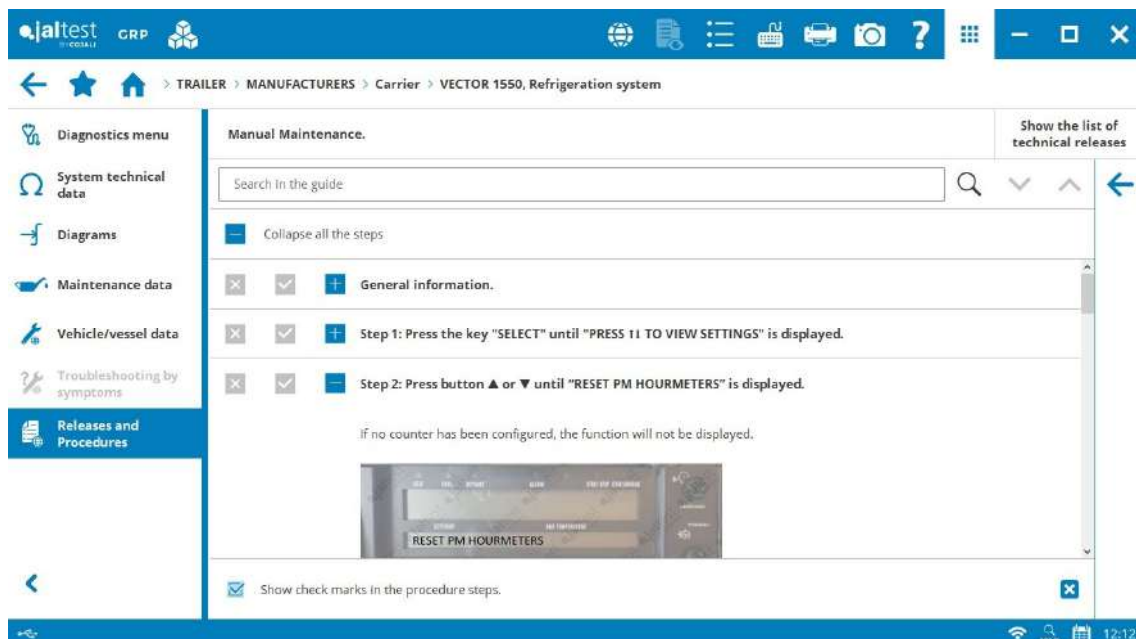 jaltest GRP
BY COJALI
> TRAILER > MANUFACTURERS > Carrier > VECTOR 1550, Refrigeration system
Diagnostics menu
System technical
data
Diagrams
Maintenance data
Vehicle/vessel data
Troubleshooting by
symptoms
Releases and
Procedures
Manual Maintenance.
Show the list of
technical releases
Search in the guide
Collapse all the steps
General information.
Step 1: Press the key "SELECT" until "PRESS ↑↓ TO VIEW SETTINGS" is displayed.
Step 2: Press button ▲ or ▼ until "RESET PM HOURMETERS" is displayed.
If no counter has been configured, the function will not be displayed.
RESET PM HOURMETERS
Show check marks in the procedure steps.
12:12